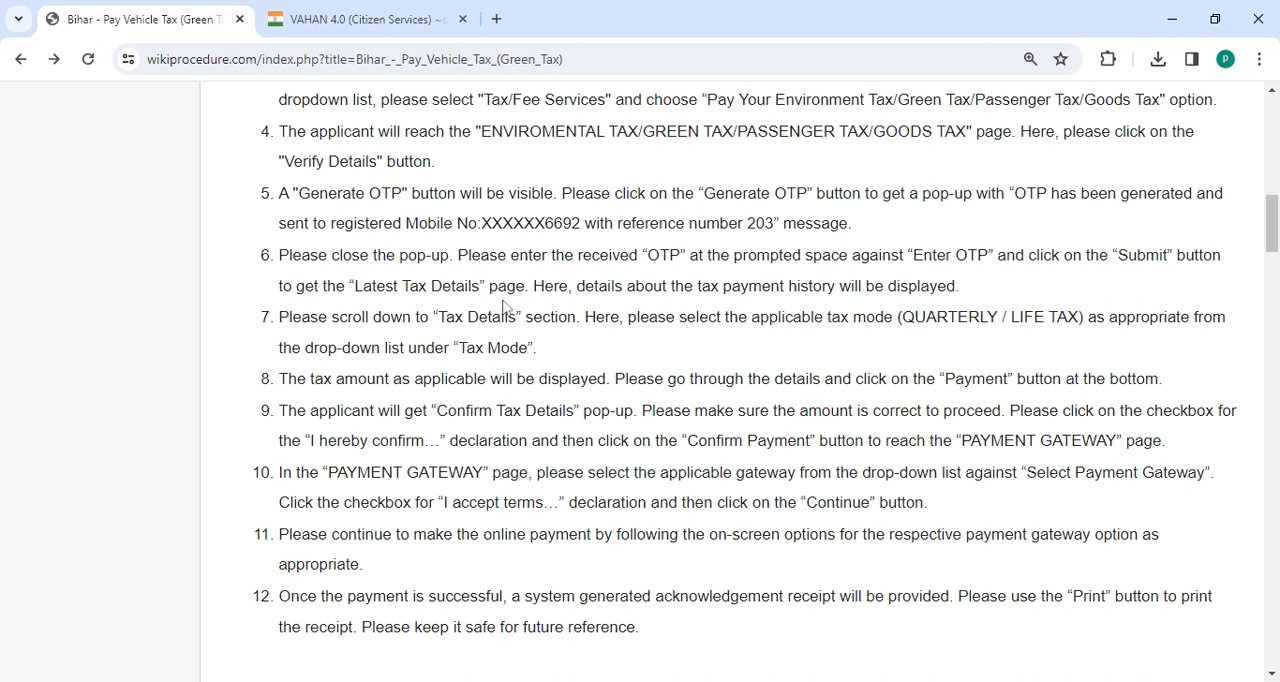 Bihar - Pay Vehicle Tax (Green T
VAHAN 4.0 (Citizen Services) ~
wikiprocedure.com/index.php?title=Bihar_-_Pay_Vehicle_Tax_(Green_Tax)
P
dropdown list, please select "Tax/Fee Services" and choose “Pay Your Environment Tax/Green Tax/Passenger Tax/Goods Tax" option.
4. The applicant will reach the "ENVIROMENTAL TAX/GREEN TAX/PASSENGER TAX/GOODS TAX" page. Here, please click on the
"Verify Details" button.
5. A "Generate OTP" button will be visible. Please click on the “Generate OTP” button to get a pop-up with “OTP has been generated and
sent to registered Mobile No:XXXXXX6692 with reference number 203” message.
6. Please close the pop-up. Please enter the received “OTP” at the prompted space against “Enter OTP” and click on the “Submit” button
to get the “Latest Tax Details” page. Here, details about the tax payment history will be displayed.
7. Please scroll down to “Tax Details” section. Here, please select the applicable tax mode (QUARTERLY / LIFE TAX) as appropriate from
the drop-down list under “Tax Mode”.
8. The tax amount as applicable will be displayed. Please go through the details and click on the “Payment” button at the bottom.
9. The applicant will get “Confirm Tax Details” pop-up. Please make sure the amount is correct to proceed. Please click on the checkbox for
the “I hereby confirm…” declaration and then click on the “Confirm Payment” button to reach the “PAYMENT GATEWAY” page.
10. In the “PAYMENT GATEWAY” page, please select the applicable gateway from the drop-down list against “Select Payment Gateway”.
Click the checkbox for “I accept terms…” declaration and then click on the “Continue” button.
11. Please continue to make the online payment by following the on-screen options for the respective payment gateway option as
appropriate.
12. Once the payment is successful, a system generated acknowledgement receipt will be provided. Please use the “Print” button to print
the receipt. Please keep it safe for future reference.